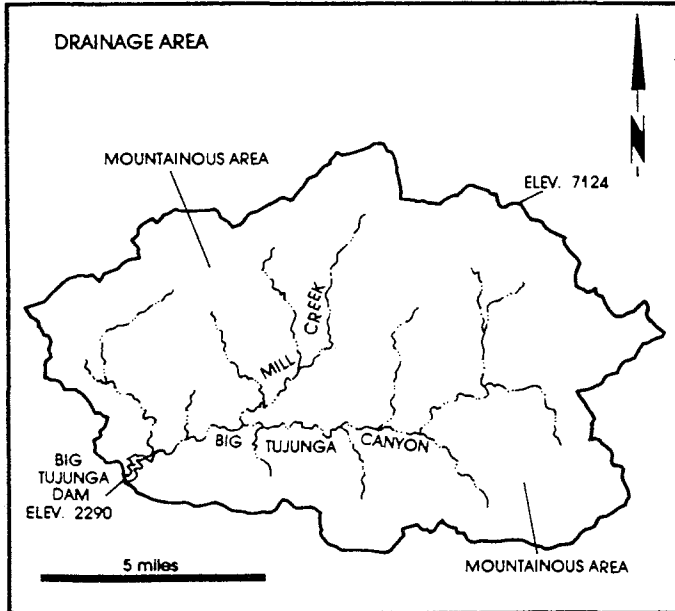 DRAINAGE AREA
N
MOUNTAINOUS AREA
ELEV. 7124
MILL CREEK
BIG TUJUNGA CANYON
BIG
TUJUNGA
DAM
ELEV. 2290
5 miles
MOUNTAINOUS AREA